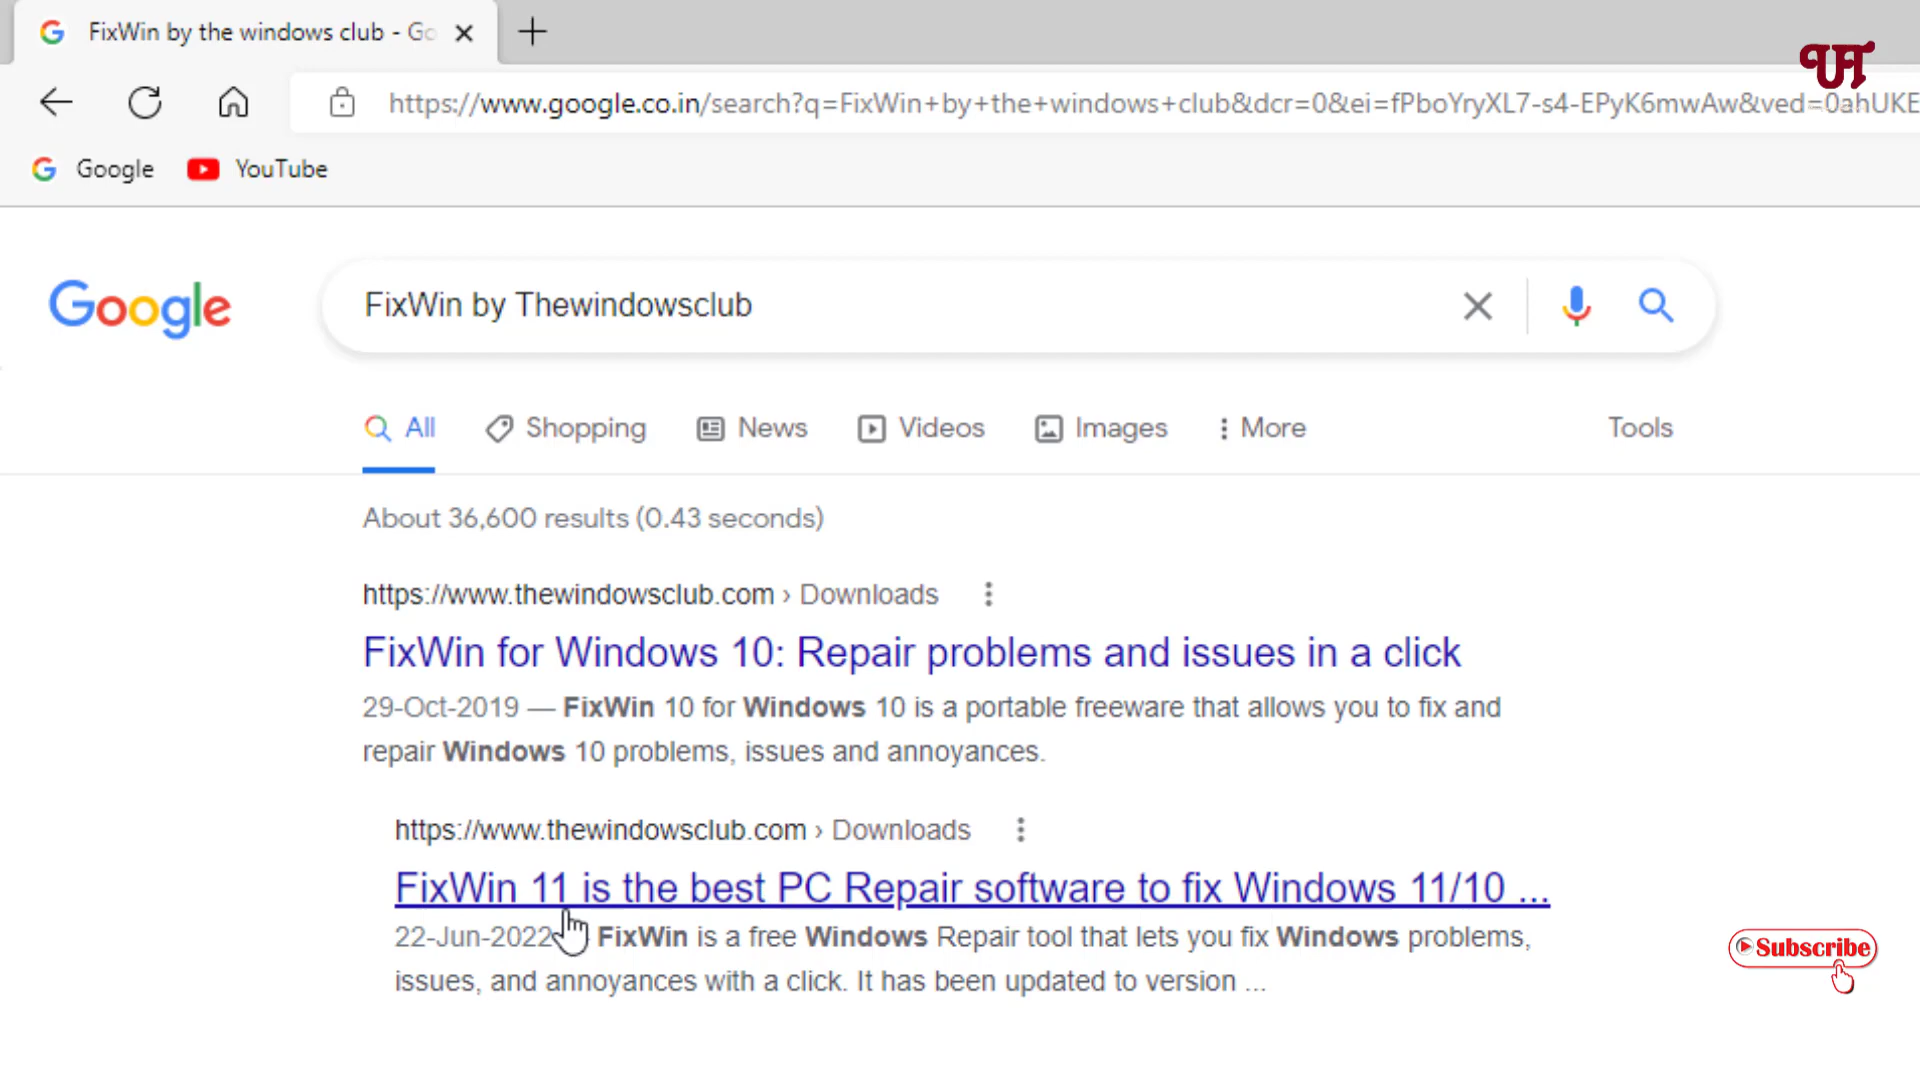 FixWin by the windows club - Go
https://www.google.co.in/search?q=FixWin+by+the+windows+club&dcr=0&ei=fPboYryXL7-s4-EPyK6mwAw&ved=0ahUKE
Google YouTube
Google
FixWin by Thewindowsclub
All Shopping News Videos Images More Tools
About 36,600 results (0.43 seconds)
https://www.thewindowsclub.com › Downloads
FixWin for Windows 10: Repair problems and issues in a click
29-Oct-2019 — FixWin 10 for Windows 10 is a portable freeware that allows you to fix and
repair Windows 10 problems, issues and annoyances.
https://www.thewindowsclub.com › Downloads
FixWin 11 is the best PC Repair software to fix Windows 11/10 ...
22-Jun-2022 FixWin is a free Windows Repair tool that lets you fix Windows problems,
issues, and annoyances with a click. It has been updated to version ...
Subscribe